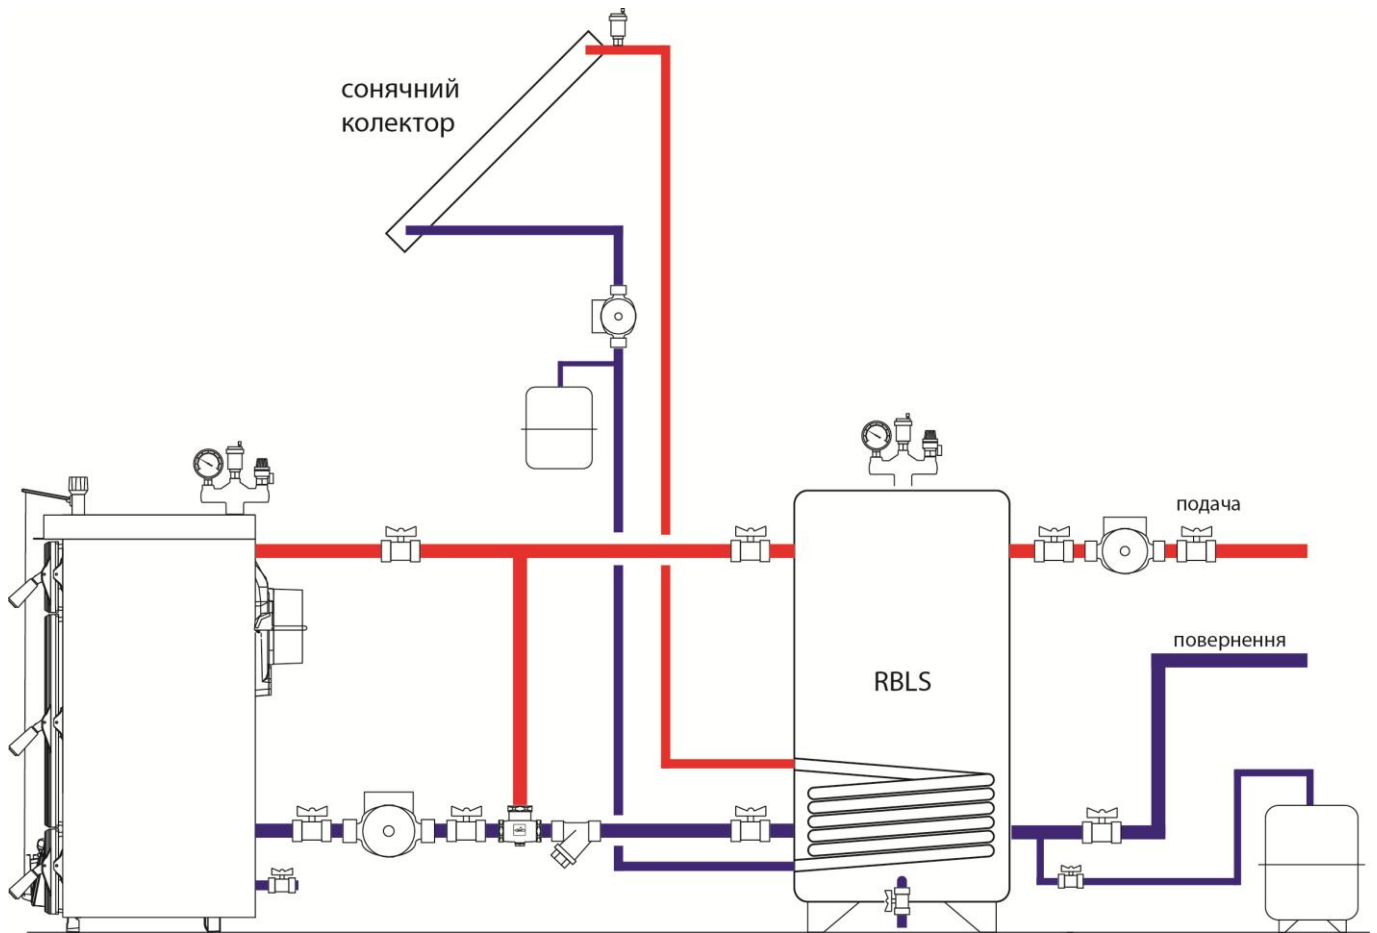 сонячний
колектор
подача
повернення
RBLS